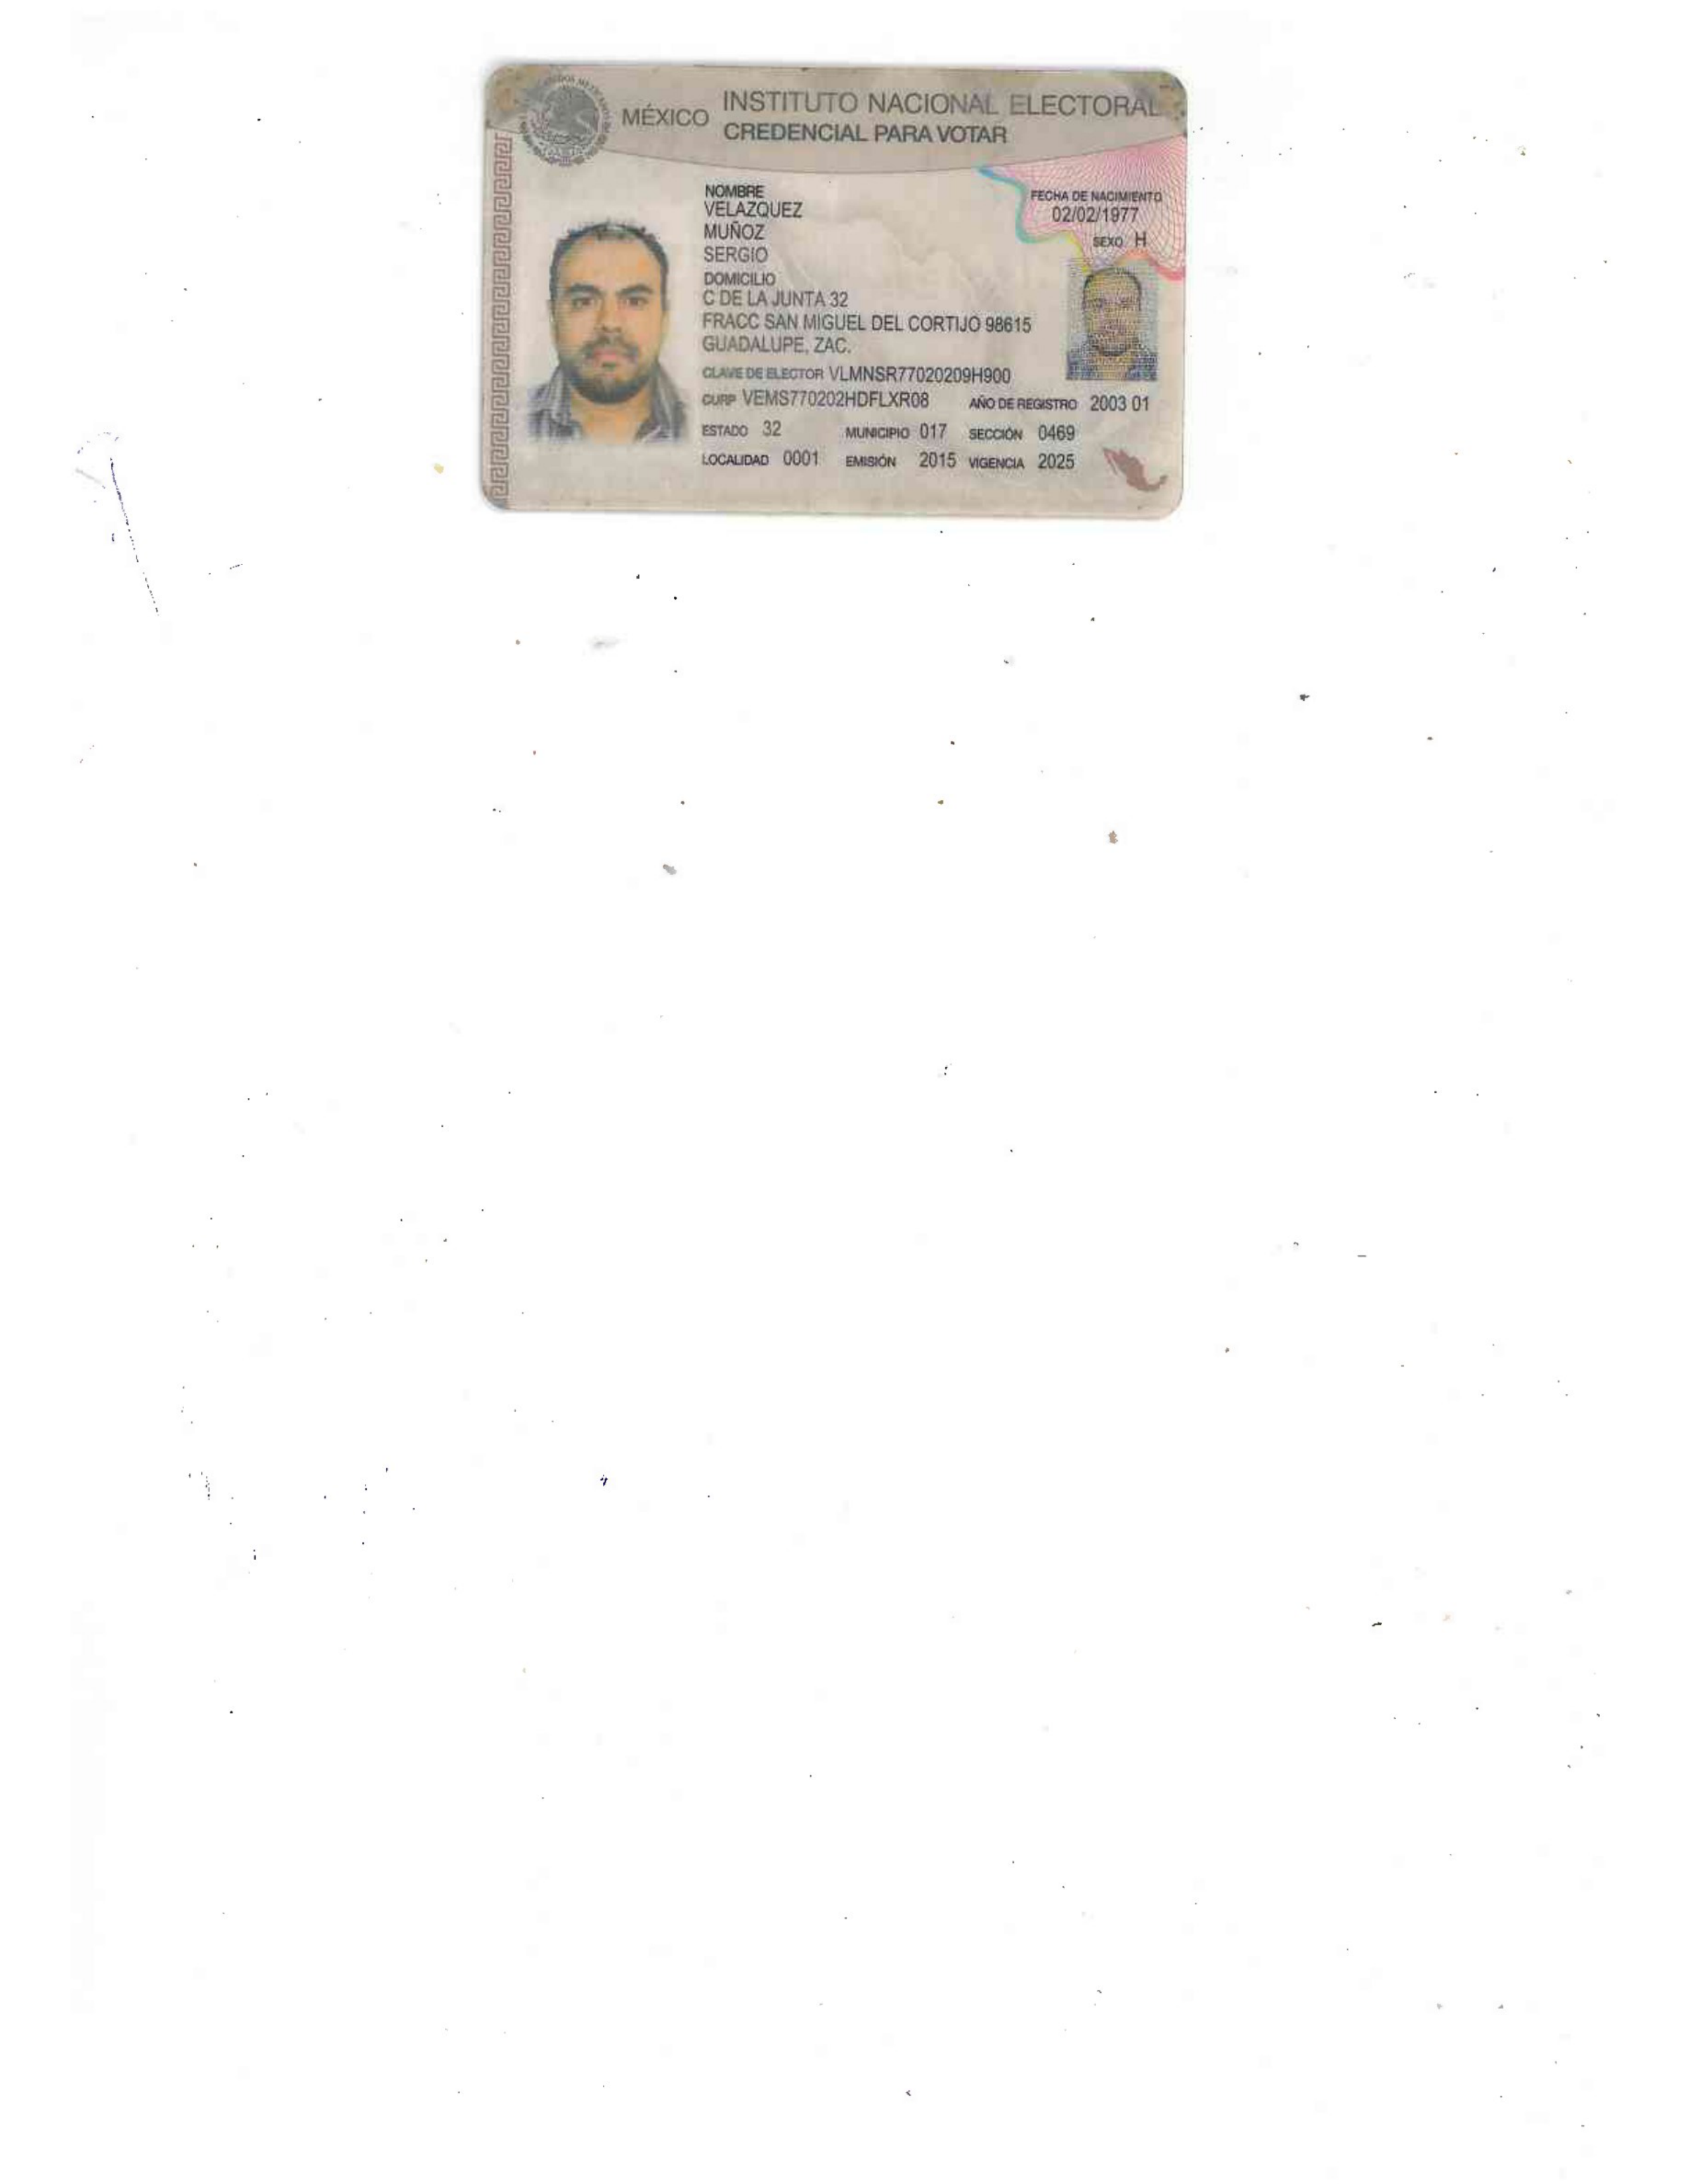 MÉXICO
INSTITUTO NACIONAL ELECTORAL
CREDENCIAL PARA VOTAR
NOMBRE
VELAZQUEZ
MUÑOZ
SERGIO
FECHA DE NACIMIENTO
02/02/1977
SEXO H
DOMICILIO
C DE LA JUNTA 32
FRACC SAN MIGUEL DEL CORTIJO 98615
GUADALUPE, ZAC.
CLAVE DE ELECTOR VLMNSR77020209H900
CURP VEMS770202HDFLXR08 AÑO DE REGISTRO 2003 01
ESTADO 32 MUNICIPIO 017 SECCIÓN 0469
LOCALIDAD 0001 EMISIÓN 2015 VIGENCIA 2025